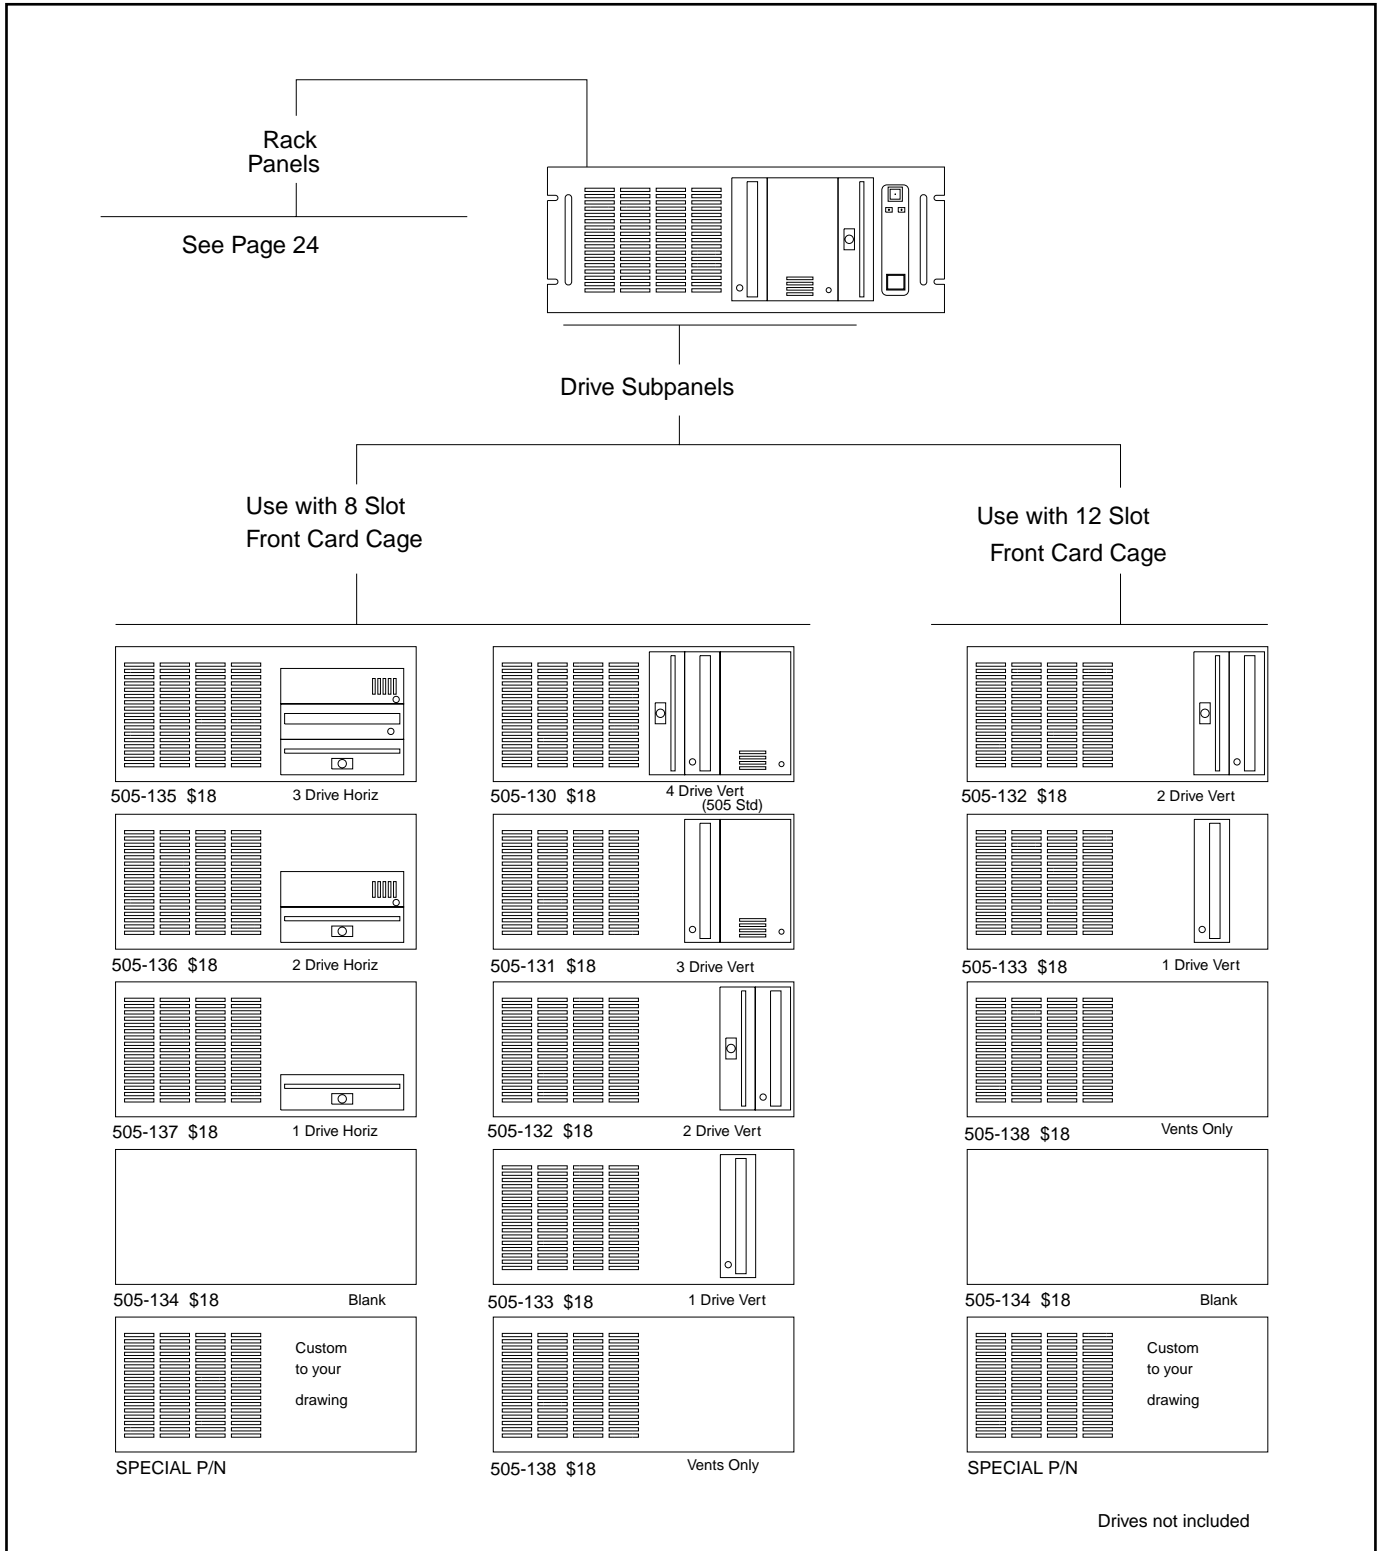 Rack
Panels
See Page 24
Drive Subpanels
Use with 8 Slot
Front Card Cage
Use with 12 Slot
Front Card Cage
505-135 $18 3 Drive Horiz
505-130 $18 4 Drive Vert
(505 Std)
505-132 $18 2 Drive Vert
505-136 $18 2 Drive Horiz
505-131 $18 3 Drive Vert
505-133 $18 1 Drive Vert
505-137 $18 1 Drive Horiz
505-132 $18 2 Drive Vert
505-138 $18 Vents Only
505-134 $18 Blank
505-133 $18 1 Drive Vert
505-134 $18 Blank
Custom
to your
drawing
SPECIAL P/N
505-138 $18 Vents Only
Custom
to your
drawing
SPECIAL P/N
Drives not included